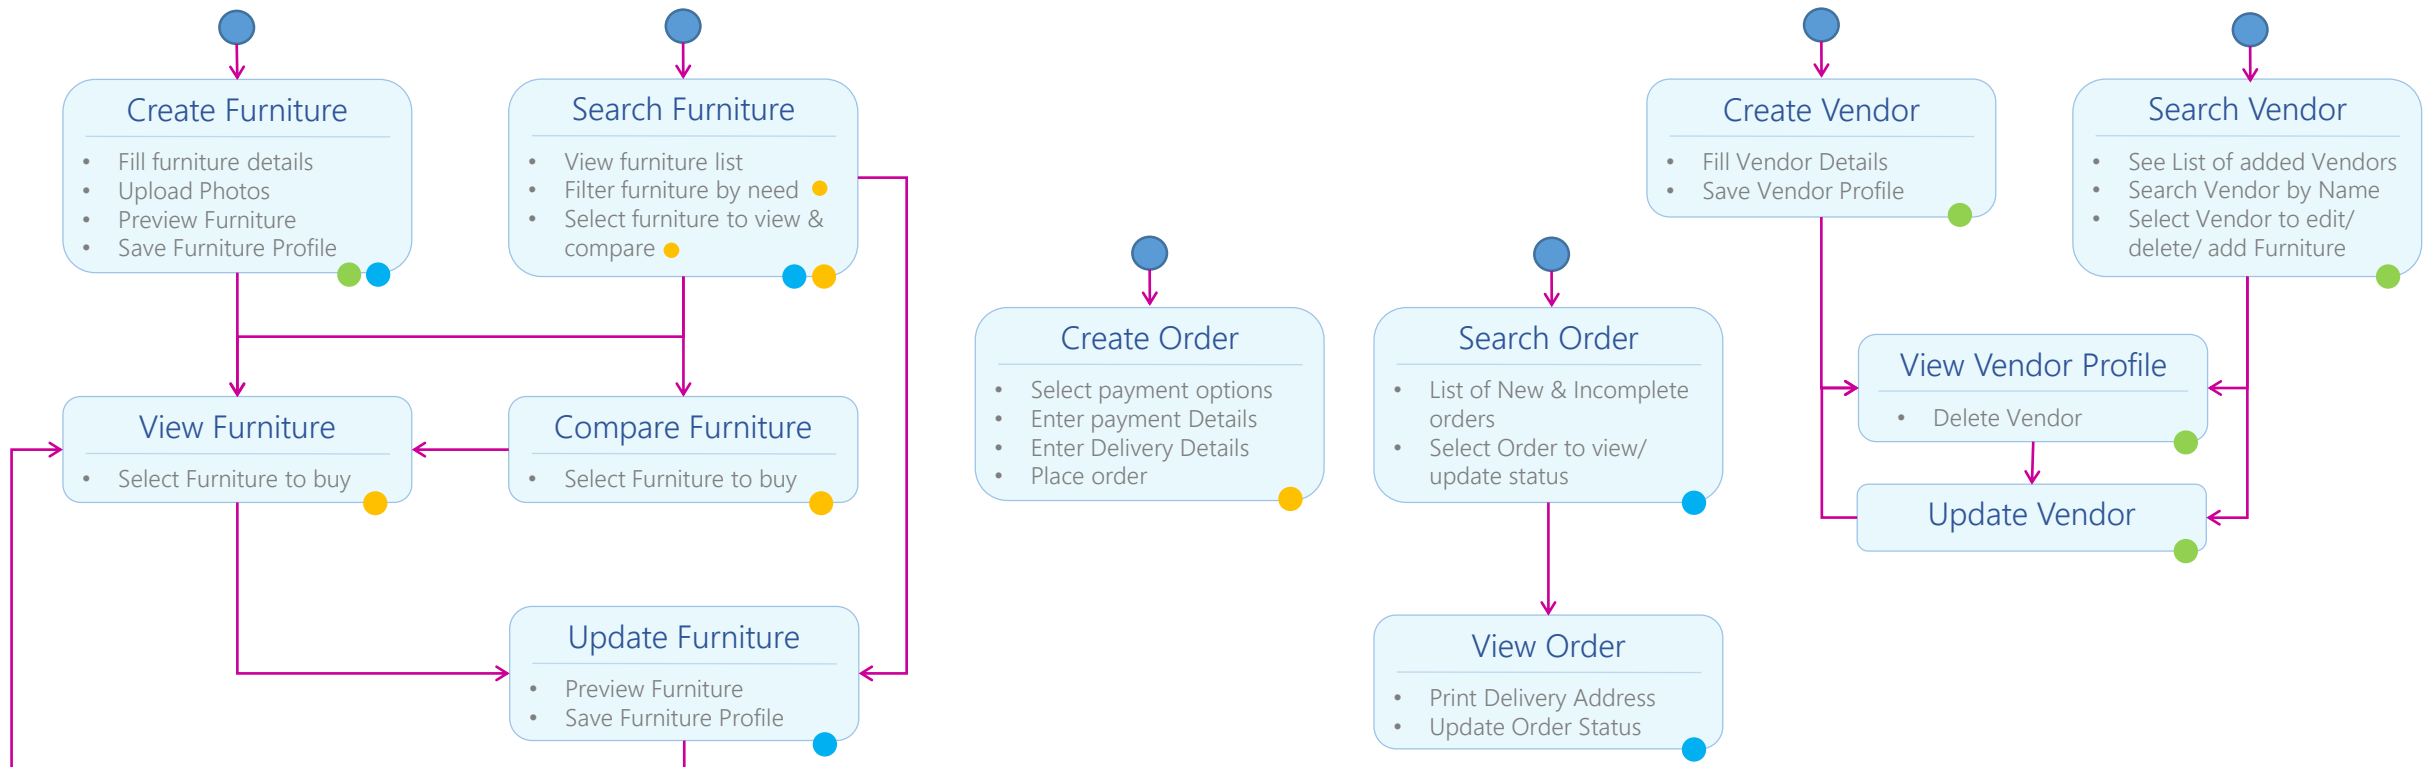 Create Furniture
• Fill furniture details
• Upload Photos
• Preview Furniture
• Save Furniture Profile
Search Furniture
• View furniture list
• Filter furniture by need
• Select furniture to view &
compare
View Furniture
• Select Furniture to buy
Compare Furniture
• Select Furniture to buy
Update Furniture
• Preview Furniture
• Save Furniture Profile
Create Order
• Select payment options
• Enter payment Details
• Enter Delivery Details
• Place order
Search Order
• List of New & Incomplete
orders
• Select Order to view/
update status
View Order
• Print Delivery Address
• Update Order Status
Create Vendor
• Fill Vendor Details
• Save Vendor Profile
Search Vendor
• See List of added Vendors
• Search Vendor by Name
• Select Vendor to edit/
delete/ add Furniture
View Vendor Profile
• Delete Vendor
Update Vendor